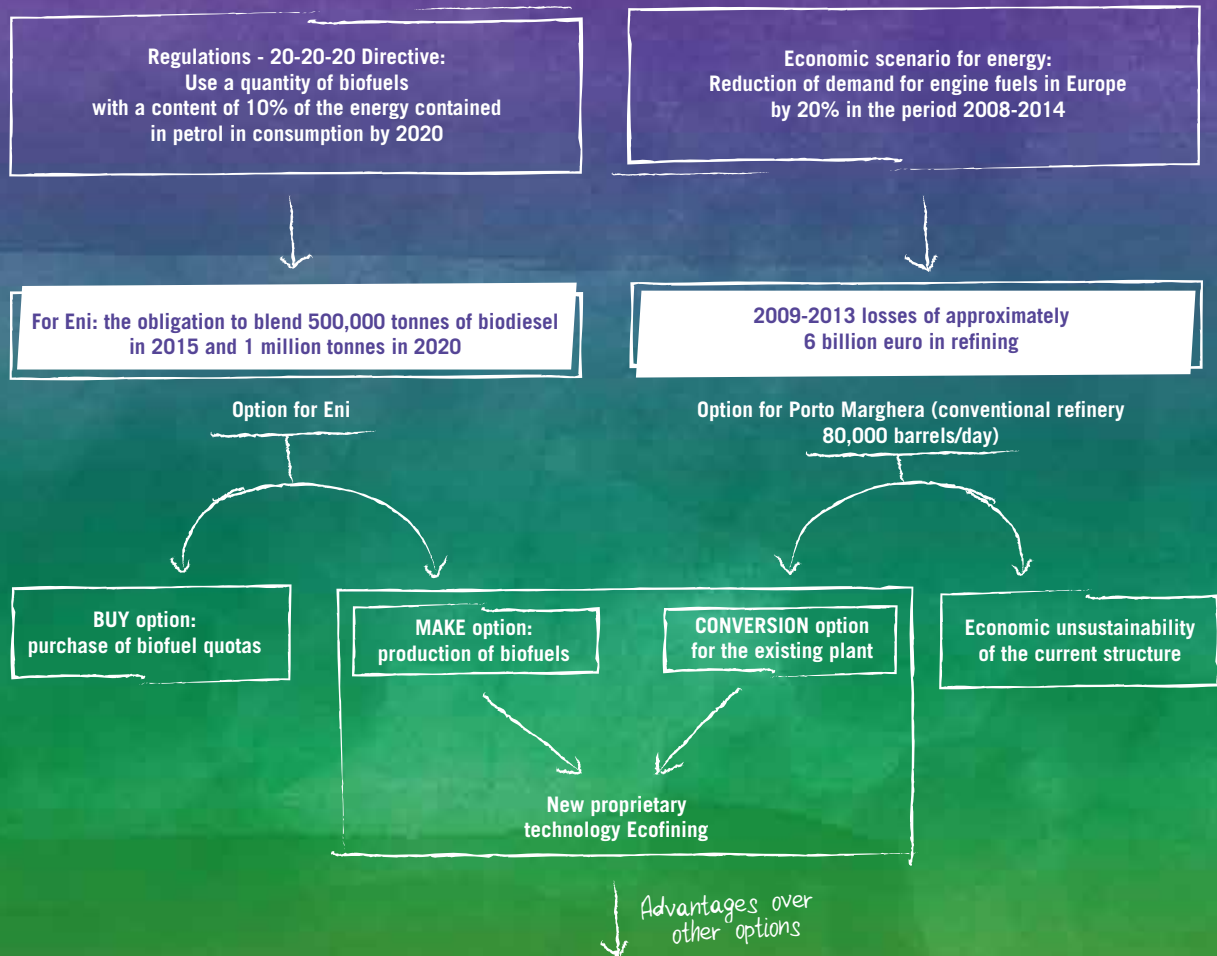 Regulations - 20-20-20 Directive:
Use a quantity of biofuels
with a content of 10% of the energy contained
in petrol in consumption by 2020
Economic scenario for energy:
Reduction of demand for engine fuels in Europe
by 20% in the period 2008-2014
For Eni: the obligation to blend 500,000 tonnes of biodiesel
in 2015 and 1 million tonnes in 2020
2009-2013 losses of approximately
6 billion euro in refining
Option for Eni
Option for Porto Marghera (conventional refinery
80,000 barrels/day)
BUY option:
purchase of biofuel quotas
MAKE option:
production of biofuels
CONVERSION option
for the existing plant
Economic unsustainability
of the current structure
New proprietary
technology Ecofining
Advantages over
other options